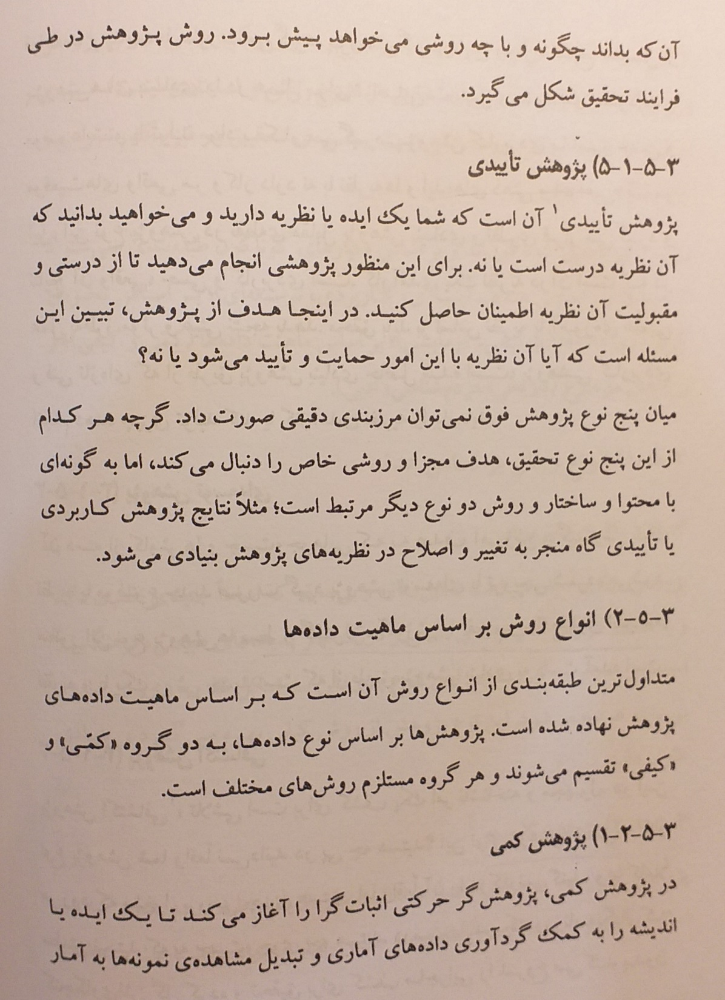 آن‌که بداند چگونه و با چه روشی می‌خواهد پیش برود. روش پژوهش در طی
فرایند تحقیق شکل می‌گیرد.
۳-۵-۱-۵) پژوهش تأییدی
پژوهش تأییدی۱ آن است که شما یک ایده یا نظریه دارید و می‌خواهید بدانید که
آن نظریه درست است یا نه. برای این منظور پژوهشی انجام می‌دهید تا از درستی و
مقبولیت آن نظریه اطمینان حاصل کنید. در اینجا هدف از پژوهش، تبیین این
مسئله است که آیا آن نظریه با این امور حمایت و تأیید می‌شود یا نه؟
میان پنج نوع پژوهش فوق نمی‌توان مرزبندی دقیقی صورت داد. گرچه هر کدام
از این پنج نوع تحقیق، هدف مجزا و روشی خاص را دنبال می‌کند، اما به گونه‌ای
با محتوا و ساختار و روش دو نوع دیگر مرتبط است؛ مثلاً نتایج پژوهش کاربردی
یا تأییدی گاه منجر به تغییر و اصلاح در نظریه‌های پژوهش بنیادی می‌شود.
۳-۵-۲) انواع روش بر اساس ماهیت داده‌ها
متداول‌ترین طبقه‌بندی از انواع روش آن است که بر اساس ماهیت داده‌های
پژوهش نهاده شده است. پژوهش‌ها بر اساس نوع داده‌ها، به دو گروه «کمّی» و
«کیفی» تقسیم می‌شوند و هر گروه مستلزم روش‌های مختلف است.
۳-۵-۲-۱) پژوهش کمی
در پژوهش کمی، پژوهش‌گر حرکتی اثبات‌گرا را آغاز می‌کند تا یک ایده یا
اندیشه را به کمک گردآوری داده‌های آماری و تبدیل مشاهده‌ی نمونه‌ها به آمار